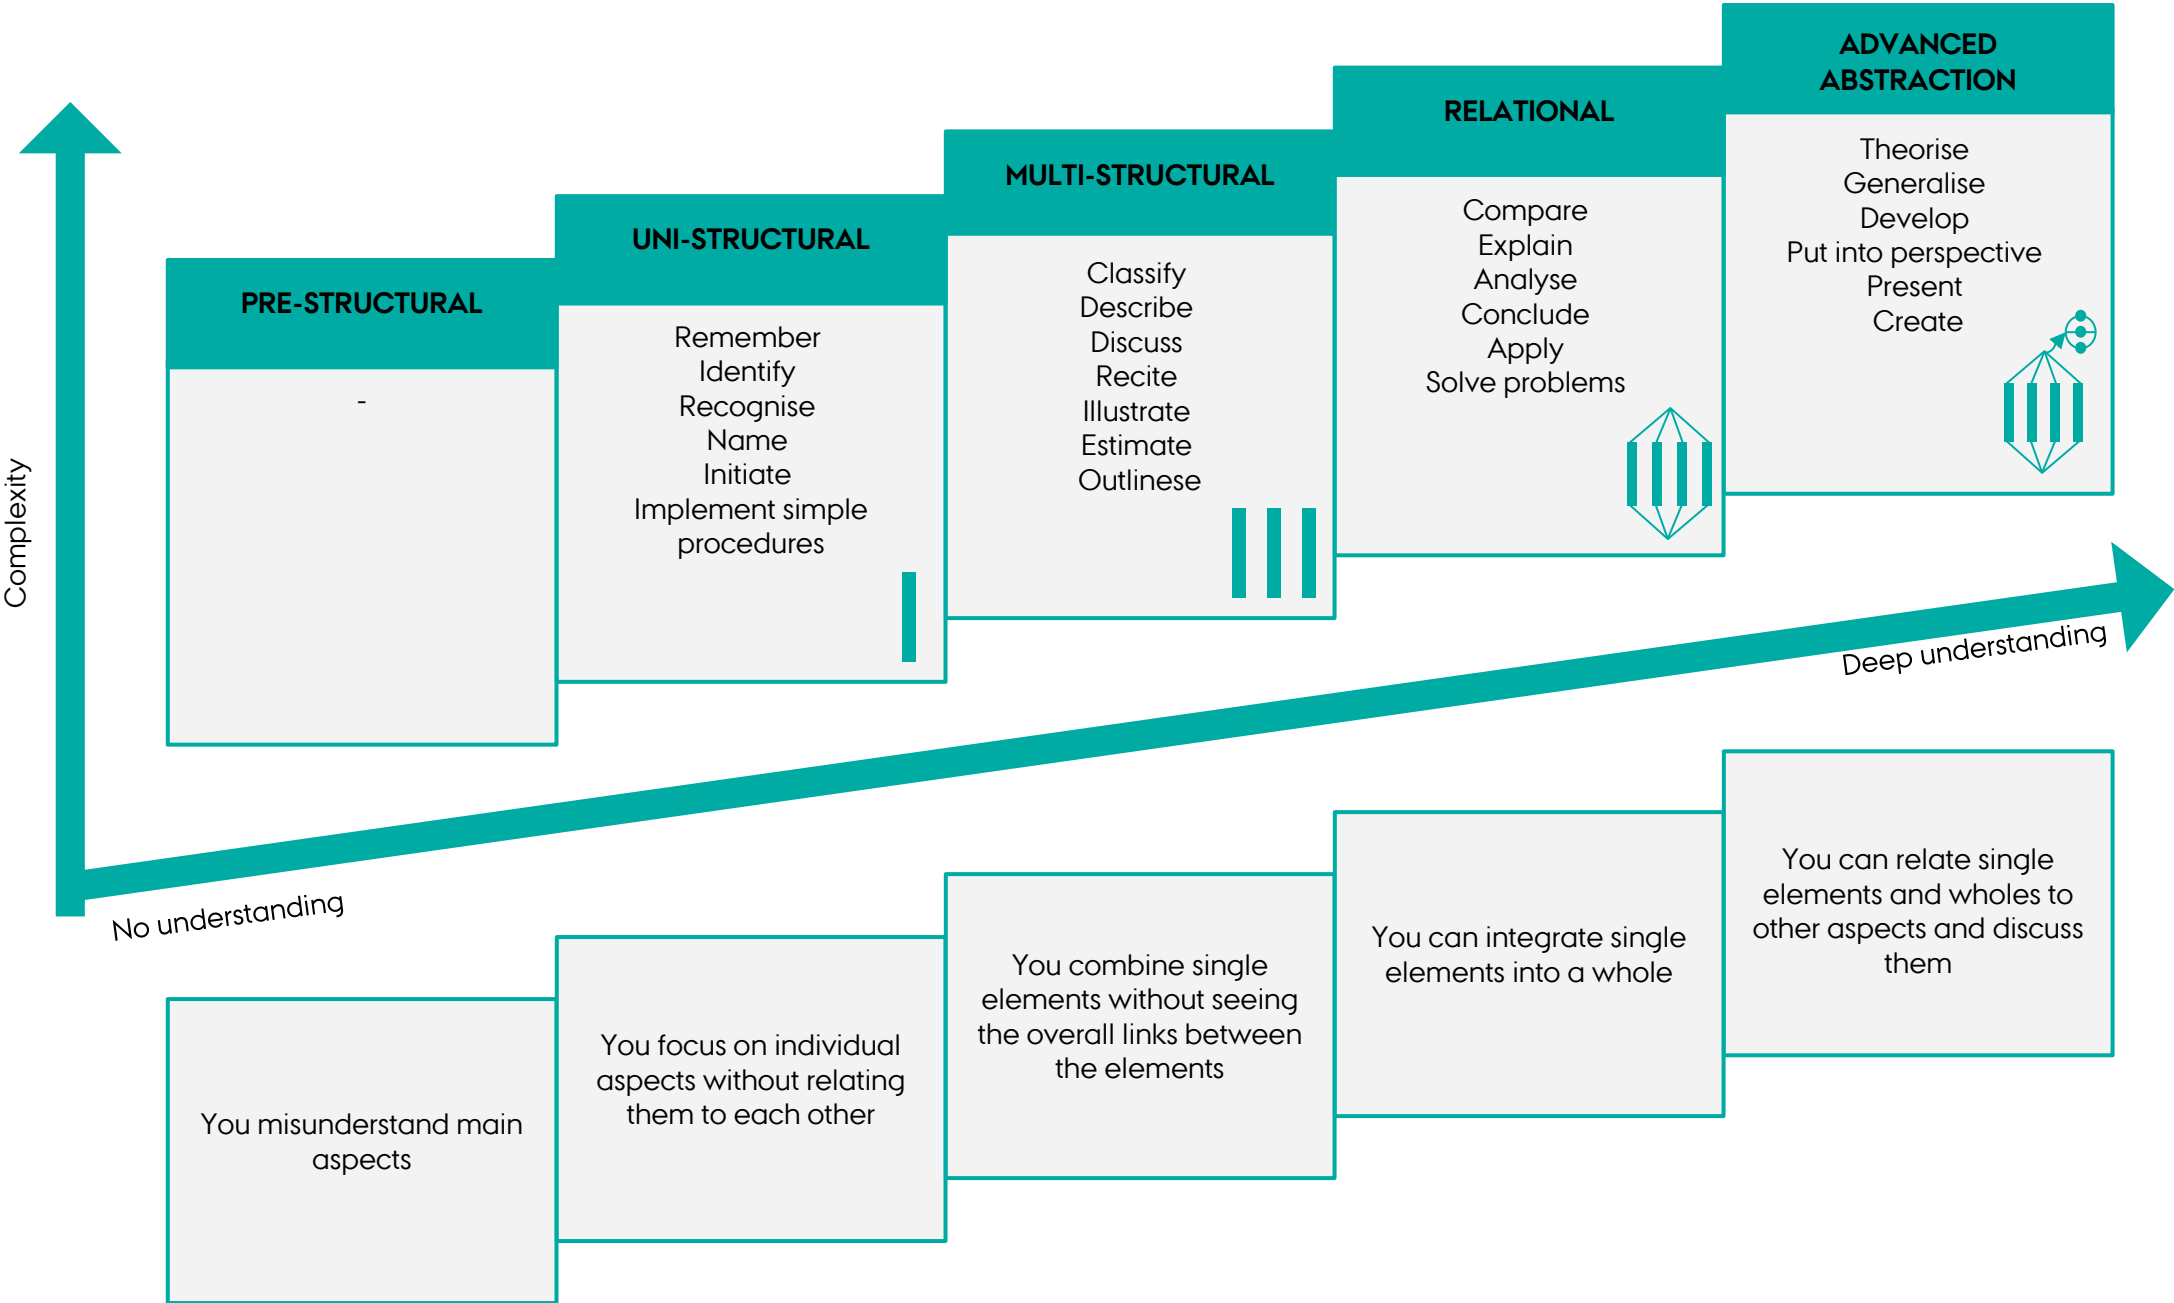 Complexity
PRE-STRUCTURAL
-
UNI-STRUCTURAL
Remember
Identify
Recognise
Name
Initiate
Implement simple
procedures
MULTI-STRUCTURAL
Classify
Describe
Discuss
Recite
Illustrate
Estimate
Outlinese
RELATIONAL
Compare
Explain
Analyse
Conclude
Apply
Solve problems
ADVANCED
ABSTRACTION
Theorise
Generalise
Develop
Put into perspective
Present
Create
No understanding
Deep understanding
You misunderstand main
aspects
You focus on individual
aspects without relating
them to each other
You combine single
elements without seeing
the overall links between
the elements
You can integrate single
elements into a whole
You can relate single
elements and wholes to
other aspects and discuss
them